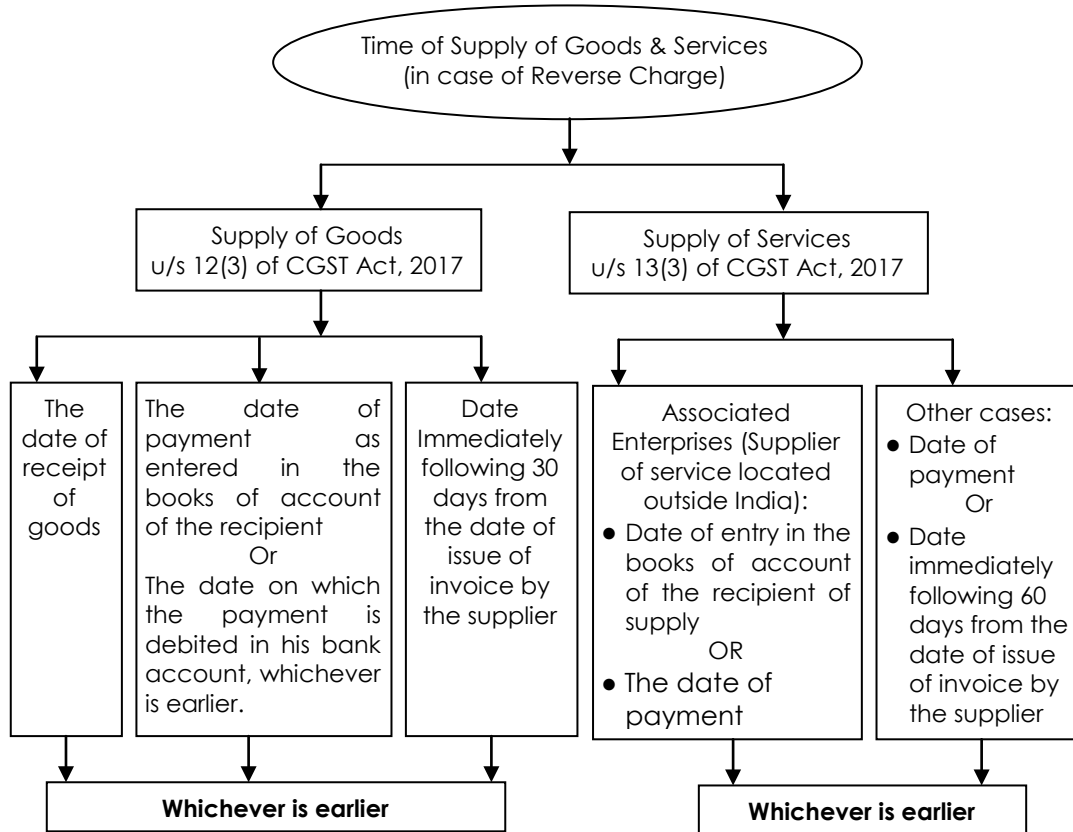 Time of Supply of Goods & Services
(in case of Reverse Charge)
Supply of Goods
u/s 12(3) of CGST Act, 2017
Supply of Services
u/s 13(3) of CGST Act, 2017
The
date of
receipt
of
goods
The date of
payment as
entered in the
books of account
of the recipient
Or
The date on which
the payment is
debited in his bank
account, whichever
is earlier.
Date
Immediately
following 30
days from
the date of
issue of
invoice by
the supplier
Associated
Enterprises (Supplier
of service located
outside India):
● Date of entry in the
books of account
of the recipient of
supply
OR
● The date of
payment
Other cases:
● Date of
payment
Or
● Date
immediately
following 60
days from the
date of issue
of invoice by
the supplier
Whichever is earlier
Whichever is earlier